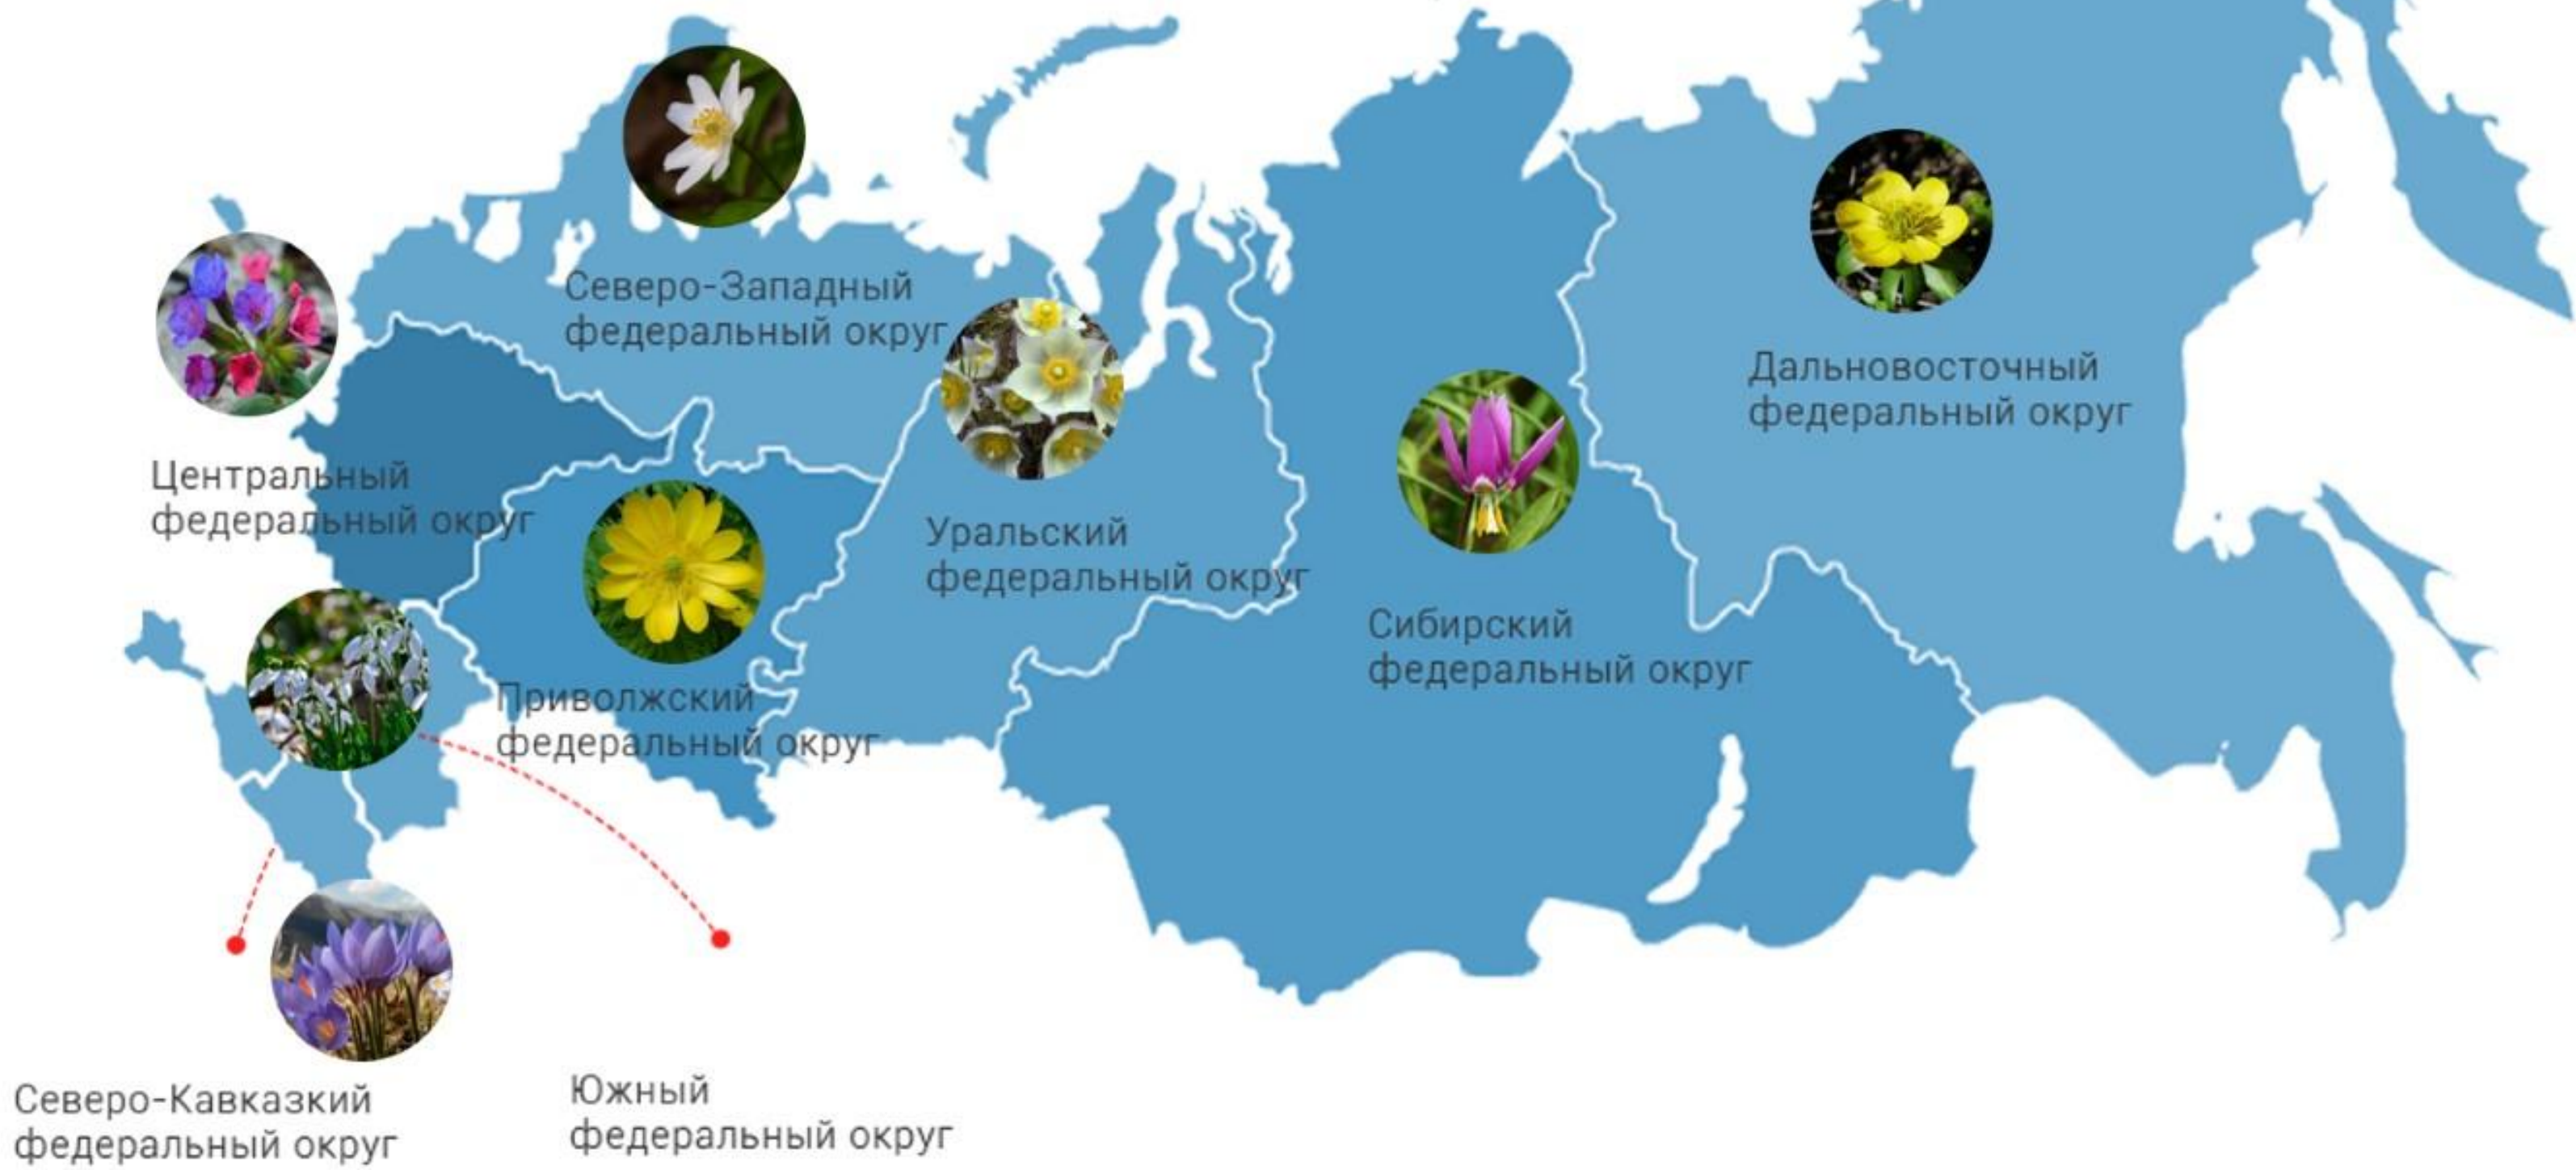 Северо-Западный
федеральный округ
Дальновосточный
федеральный округ
Центральный
федеральный округ
Уральский
федеральный округ
Сибирский
федеральный округ
Приволжский
федеральный округ
Северо-Кавказкий
федеральный округ
Южный
федеральный округ